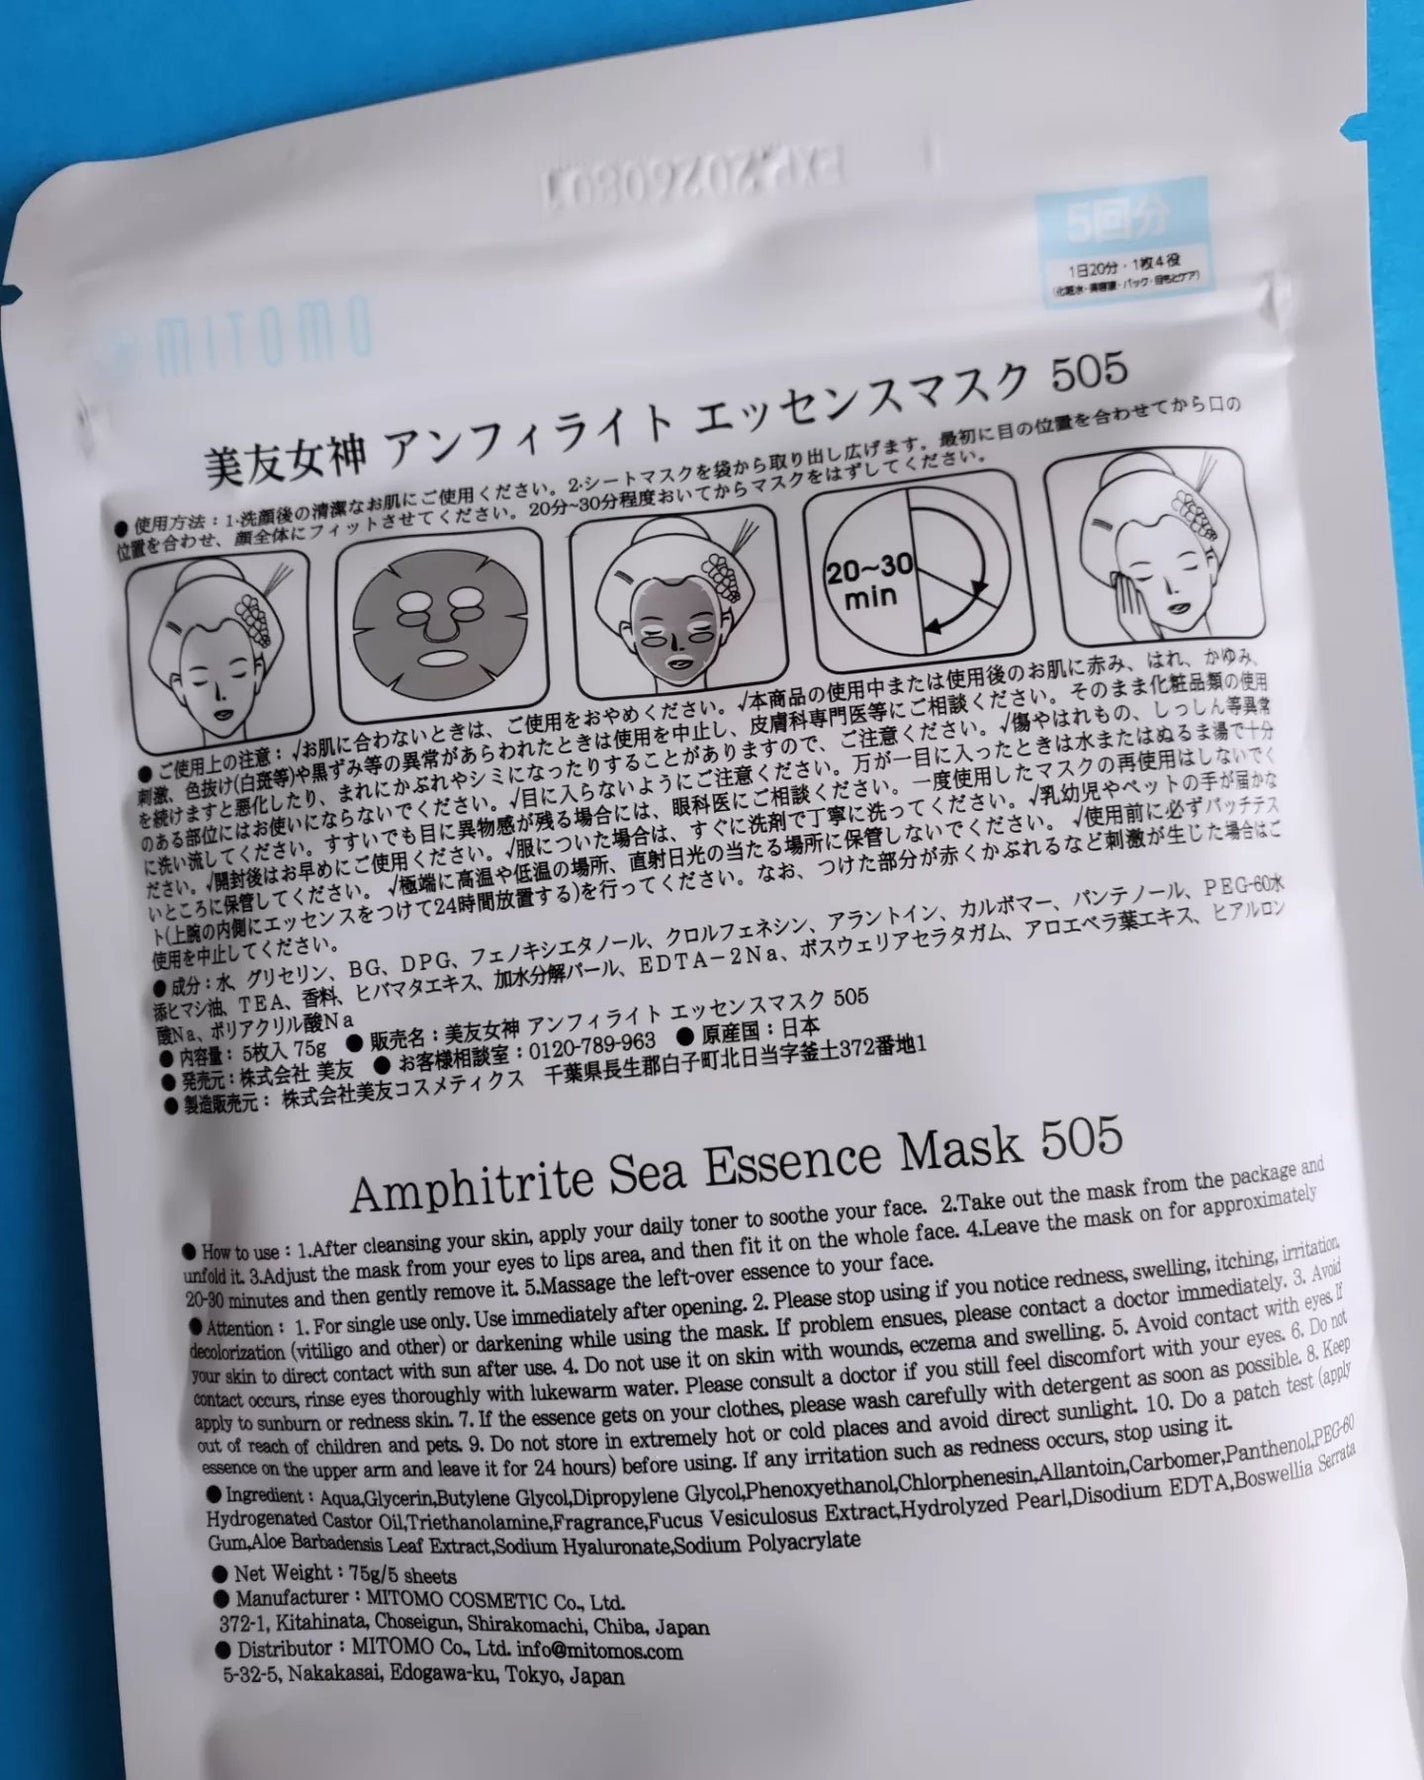 EXP.20260801
MITOMO
5回分
1日20分・1枚4役
(化粧水・美容液・パック・目もとケア)
美友女神 アンフィライト エッセンスマスク 505
● 使用方法：1·洗顔後の清潔なお肌にご使用ください。2·シートマスクを袋から取り出し広げます。最初に目の位置を合わせてから口の
位置を合わせ、顔全体にフィットさせてください。20分~30分程度おいてからマスクをはずしてください。
20~30
min
● ご使用上の注意：√お肌に合わないときは、ご使用をおやめください。√本商品の使用中または使用後のお肌に赤み、はれ、かゆみ、
刺激、色抜け(白斑等)や黒ずみ等の異常があらわれたときは使用を中止し、皮膚科専門医等にご相談ください。そのまま化粧品類の使用
を続けますと悪化したり、まれにかぶれやシミになったりすることがありますので、ご注意ください。√傷やはれもの、しっしん等異常
のある部位にはお使いにならないでください。√目に入らないようにご注意ください。万が一目に入ったときは水またはぬるま湯で十分
に洗い流してください。すすいでも目に異物感が残る場合には、眼科医にご相談ください。一度使用したマスクの再使用はしないでく
ださい。√開封後はお早めにご使用ください。√服についた場合は、すぐに洗剤で丁寧に洗ってください。√乳幼児やペットの手が届かな
いところに保管してください。√極端に高温や低温の場所、直射日光の当たる場所に保管しないでください。√使用前に必ずパッチテス
ト(上腕の内側にエッセンスをつけて24時間放置する)を行ってください。なお、つけた部分が赤くかぶれるなど刺激が生じた場合はご
使用を中止してください。
● 成分：水、グリセリン、BG、DPG、フェノキシエタノール、クロルフェネシン、アラントイン、カルボマー、パンテノール、PEG-60水
添ヒマシ油、TEA、香料、ヒバマタエキス、加水分解パール、EDTA－2Na、ボスウェリアセラタガム、アロエベラ葉エキス、ヒアルロン
酸Na、ポリアクリル酸Na
● 内容量：5枚入 75g ● 販売名：美友女神 アンフィライト エッセンスマスク 505
● 発売元：株式会社 美友 ● お客様相談室：0120-789-963 ● 原産国：日本
● 製造販売元：株式会社美友コスメティクス 千葉県長生郡白子町北日当字釜土372番地1
Amphitrite Sea Essence Mask 505
● How to use：1.After cleansing your skin, apply your daily toner to soothe your face. 2.Take out the mask from the package and
unfold it. 3.Adjust the mask from your eyes to lips area, and then fit it on the whole face. 4.Leave the mask on for approximately
20-30 minutes and then gently remove it. 5.Massage the left-over essence to your face.
● Attention：1. For single use only. Use immediately after opening. 2. Please stop using if you notice redness, swelling, itching, irritation,
decolorization (vitiligo and other) or darkening while using the mask. If problem ensues, please contact a doctor immediately. 3. Avoid
your skin to direct contact with sun after use. 4. Do not use it on skin with wounds, eczema and swelling. 5. Avoid contact with eyes. If
contact occurs, rinse eyes thoroughly with lukewarm water. Please consult a doctor if you still feel discomfort with your eyes. 6. Do not
apply to sunburn or redness skin. 7. If the essence gets on your clothes, please wash carefully with detergent as soon as possible. 8. Keep
out of reach of children and pets. 9. Do not store in extremely hot or cold places and avoid direct sunlight. 10. Do a patch test (apply
essence on the upper arm and leave it for 24 hours) before using. If any irritation such as redness occurs, stop using it.
● Ingredient：Aqua,Glycerin,Butylene Glycol,Dipropylene Glycol,Phenoxyethanol,Chlorphenesin,Allantoin,Carbomer,Panthenol,PEG-60
Hydrogenated Castor Oil,Triethanolamine,Fragrance,Fucus Vesiculosus Extract,Hydrolyzed Pearl,Disodium EDTA,Boswellia Serrata
Gum,Aloe Barbadensis Leaf Extract,Sodium Hyaluronate,Sodium Polyacrylate
● Net Weight：75g/5 sheets
● Manufacturer：MITOMO COSMETIC Co., Ltd.
372-1, Kitahinata, Choseigun, Shirakomachi, Chiba, Japan
● Distributor：MITOMO Co., Ltd. info@mitomos.com
5-32-5, Nakakasai, Edogawa-ku, Tokyo, Japan